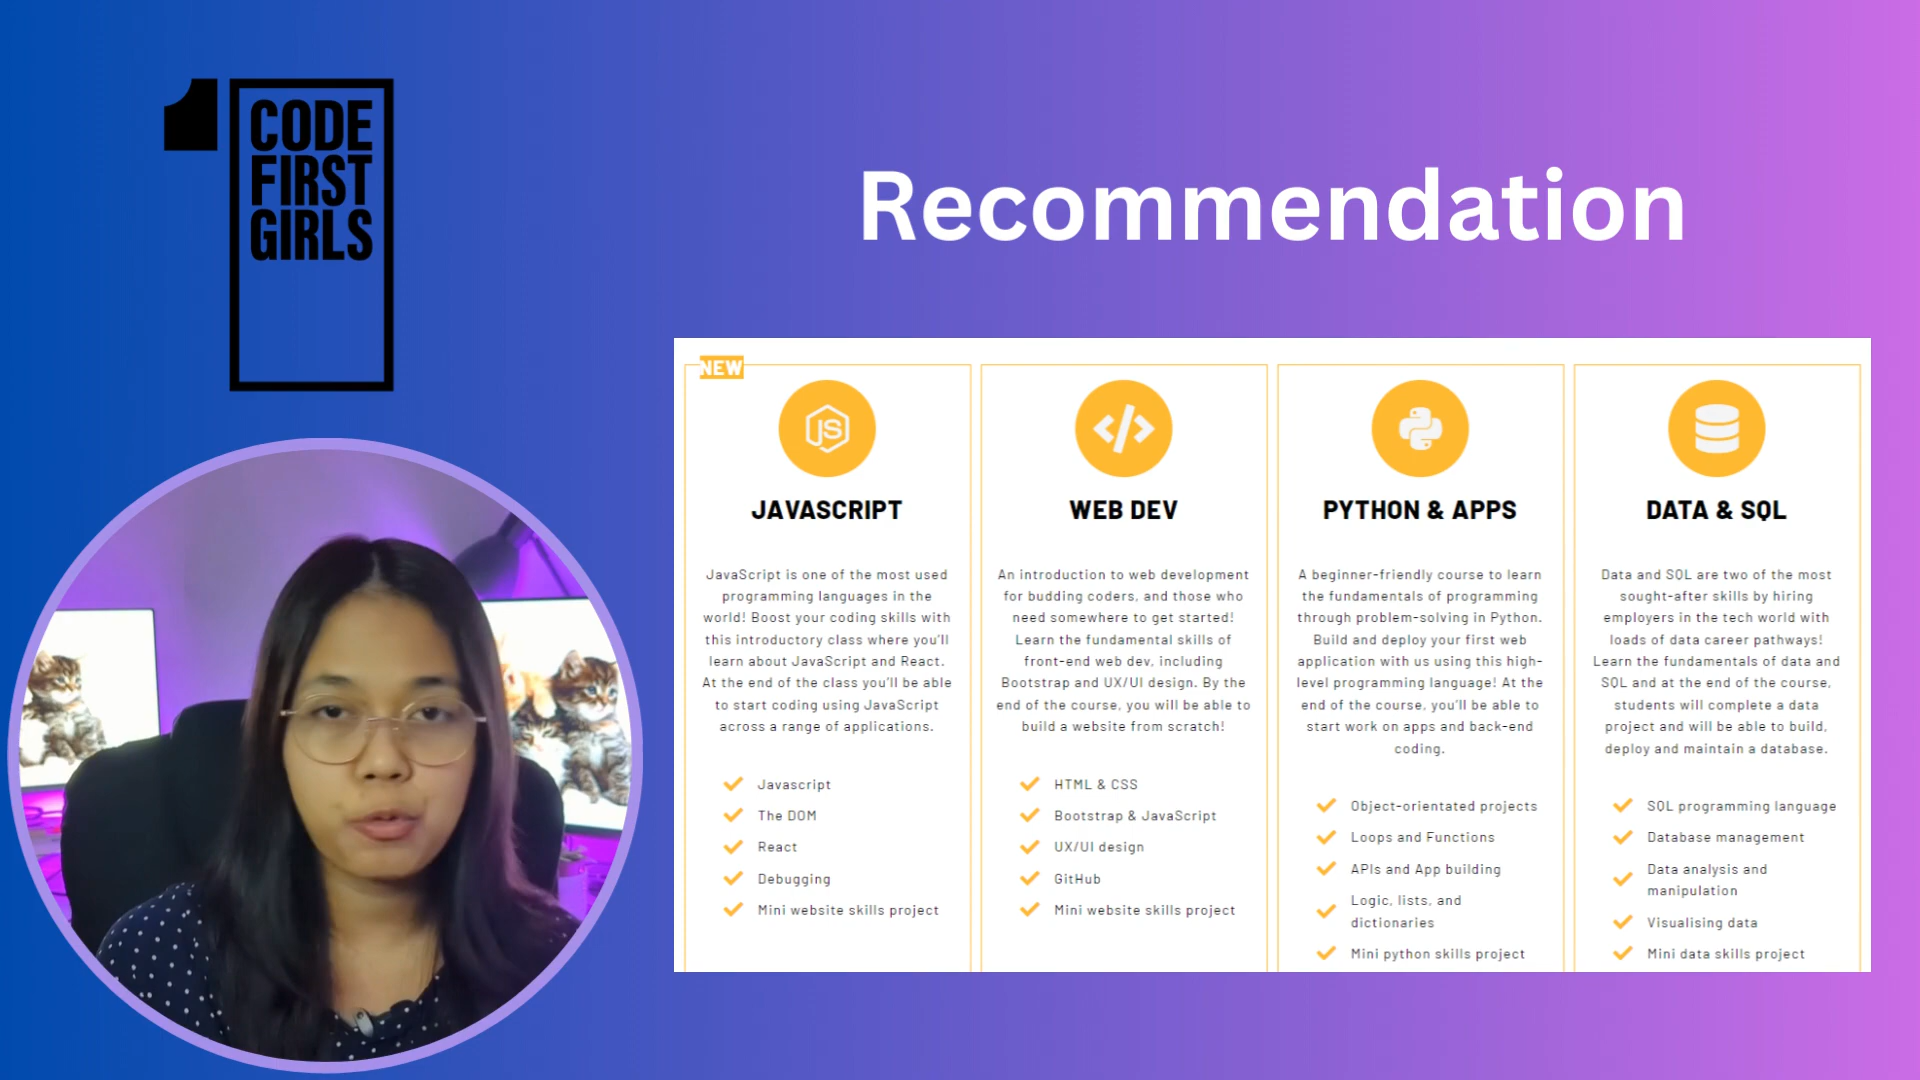 CODE
FIRST
GIRLS
Recommendation
NEW
JS
JAVASCRIPT
JavaScript is one of the most used
programming languages in the
world! Boost your coding skills with
this introductory class where you'll
learn about JavaScript and React.
At the end of the class you'll be able
to start coding using JavaScript
across a range of applications.
Javascript
The DOM
React
Debugging
Mini website skills project
</>
WEB DEV
An introduction to web development
for budding coders, and those who
need somewhere to get started!
Learn the fundamental skills of
front-end web dev, including
Bootstrap and UX/UI design. By the
end of the course, you will be able to
build a website from scratch!
HTML & CSS
Bootstrap & JavaScript
UX/UI design
GitHub
Mini website skills project
PYTHON & APPS
A beginner-friendly course to learn
the fundamentals of programming
through problem-solving in Python.
Build and deploy your first web
application with us using this high-
level programming language! At the
end of the course, you'll be able to
start work on apps and back-end
coding.
Object-orientated projects
Loops and Functions
APIs and App building
Logic, lists, and
dictionaries
Mini python skills project
DATA & SQL
Data and SQL are two of the most
sought-after skills by hiring
employers in the tech world with
loads of data career pathways!
Learn the fundamentals of data and
SQL and at the end of the course,
students will complete a data
project and will be able to build,
deploy and maintain a database.
SQL programming language
Database management
Data analysis and
manipulation
Visualising data
Mini data skills project